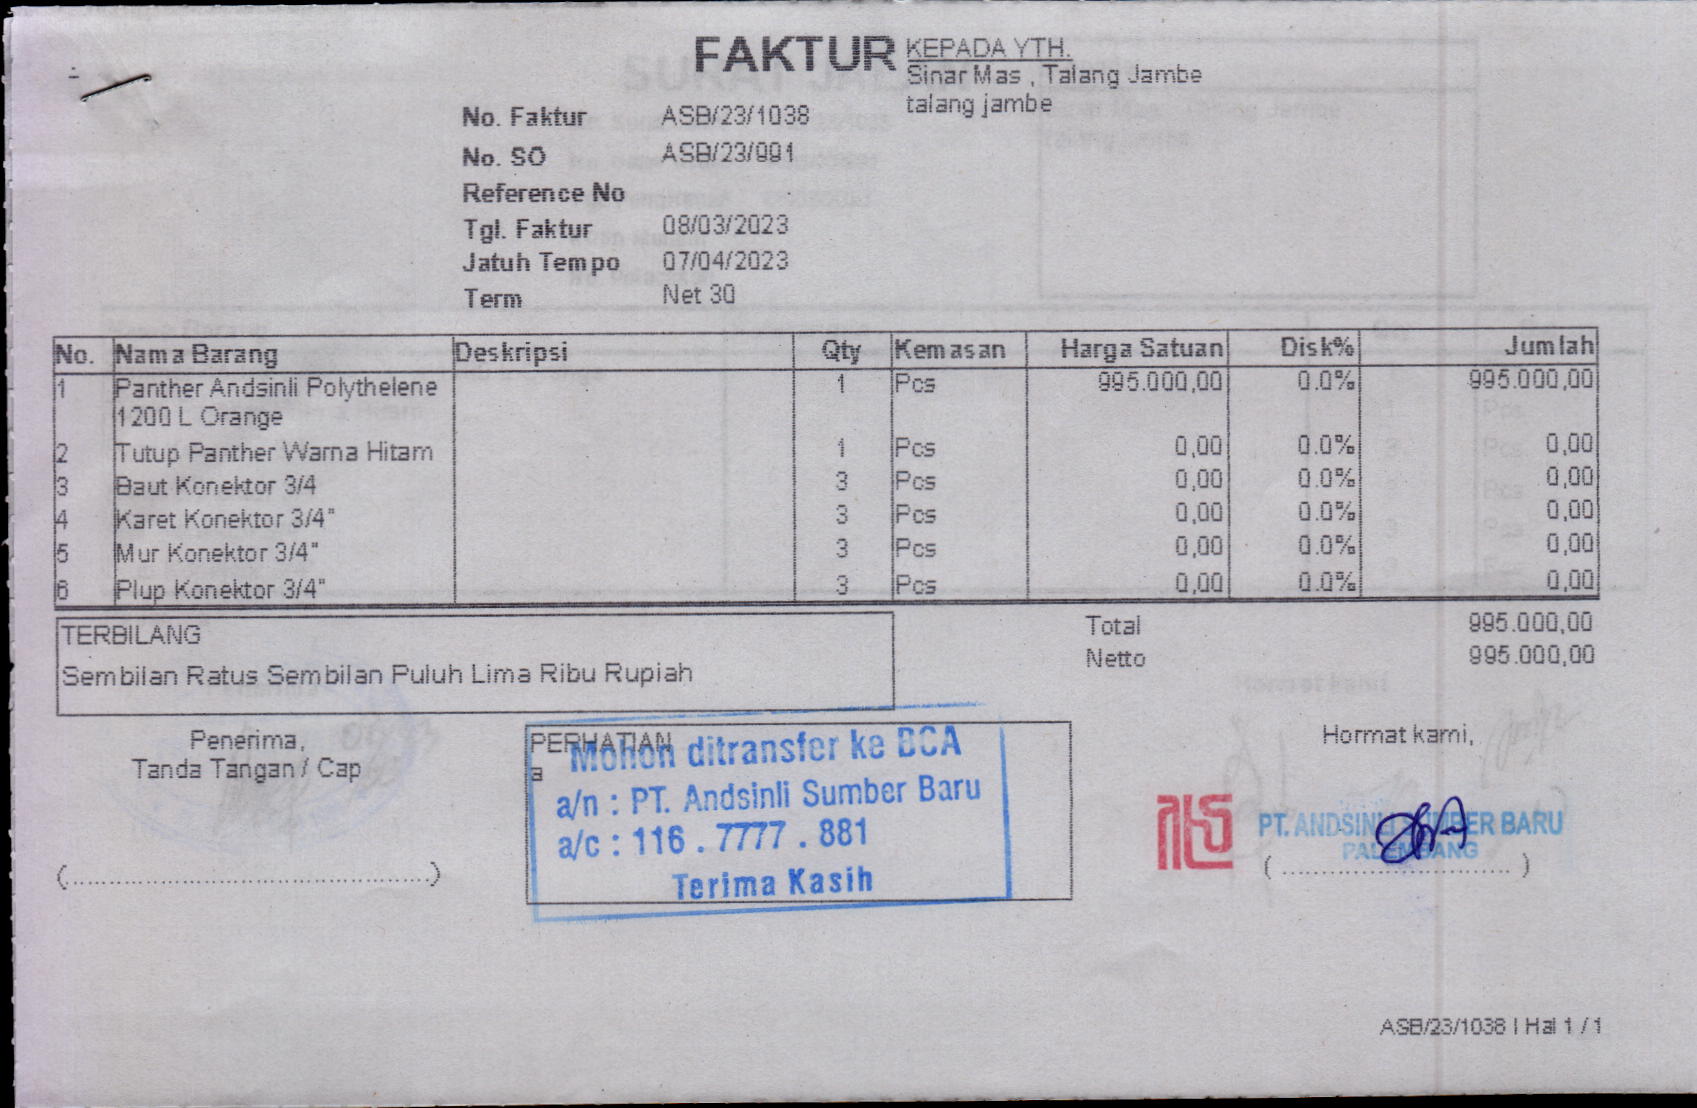 FAKTUR
KEPADA YTH.
Sinar Mas , Talang Jambe
talang jambe
No. Faktur ASB/23/1038
No. SO ASB/23/991
Reference No
Tgl. Faktur 08/03/2023
Jatuh Tempo 07/04/2023
Term Net 30
No. Nama Barang Deskripsi Qty Kemasan Harga Satuan Disk% Jumlah
1 Panther Andsinli Polythelene 1 Pcs 995.000,00 0.0% 995.000,00
1200 L Orange
2 Tutup Panther Warna Hitam 1 Pcs 0,00 0.0% 0,00
3 Baut Konektor 3/4 3 Pcs 0,00 0.0% 0,00
4 Karet Konektor 3/4" 3 Pcs 0,00 0.0% 0,00
5 Mur Konektor 3/4" 3 Pcs 0,00 0.0% 0,00
6 Plup Konektor 3/4" 3 Pcs 0,00 0.0% 0,00
Total 995.000,00
Netto 995.000,00
TERBILANG
Sembilan Ratus Sembilan Puluh Lima Ribu Rupiah
Penerima,
Tanda Tangan / Cap
(................................................)
PERHATIAN
a
Mohon ditransfer ke BCA
a/n : PT. Andsinli Sumber Baru
a/c : 116 . 7777 . 881
Terima Kasih
Hormat kami,
PT. ANDSINLI SUMBER BARU
PALEMBANG
( ............................... )
ASB/23/1038 | Hal 1 / 1